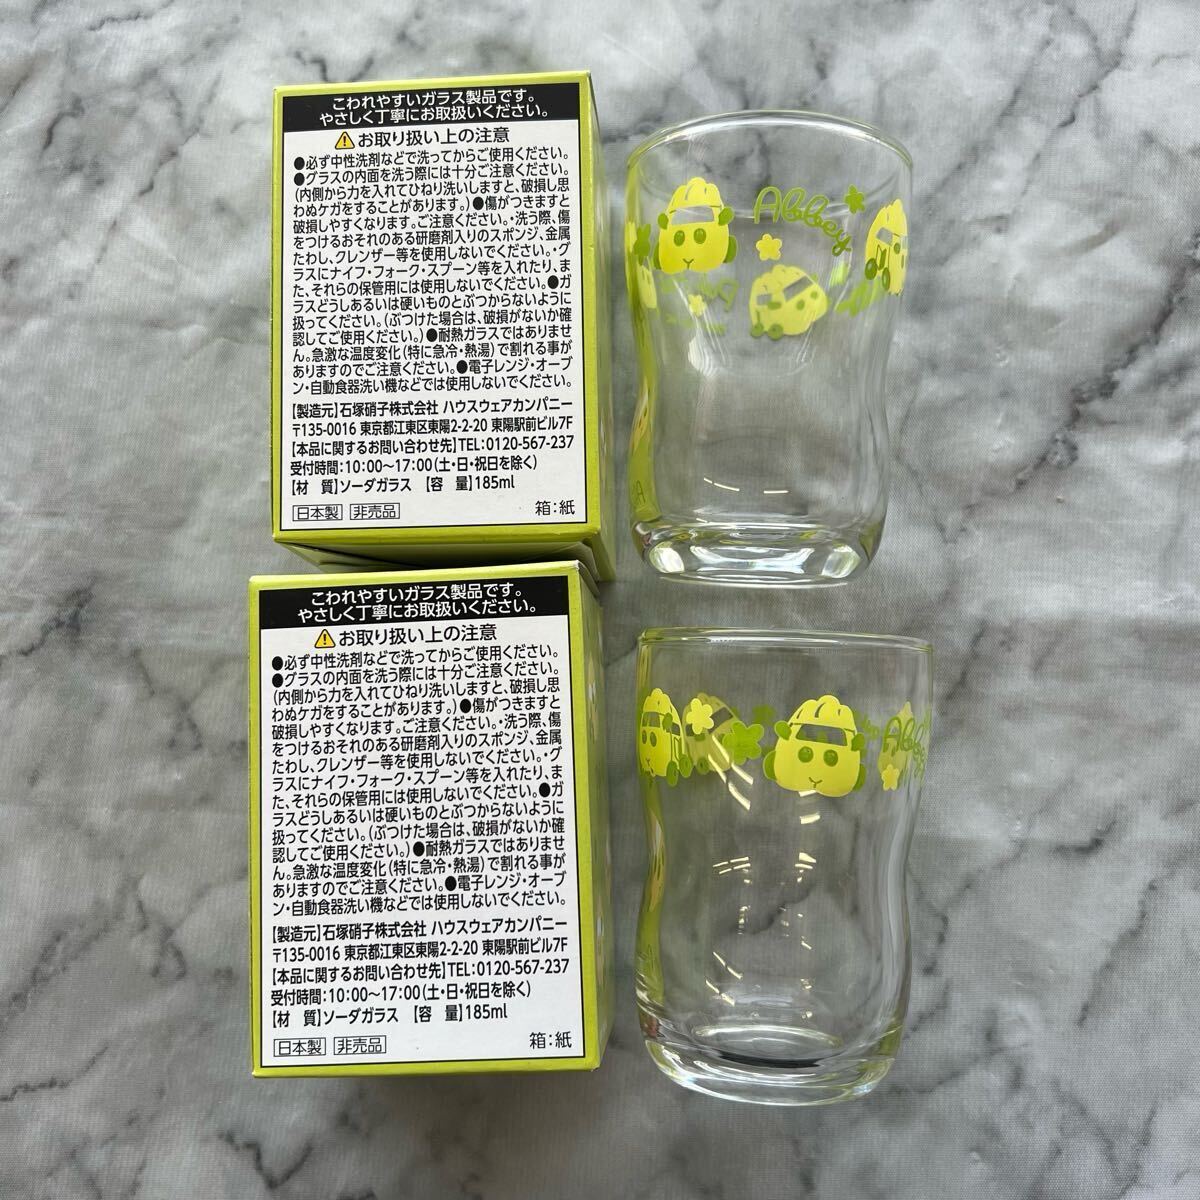 こわれやすいガラス製品です。
やさしく丁寧にお取扱いください。
お取り扱い上の注意
●必ず中性洗剤などで洗ってからご使用ください。
●グラスの内面を洗う際には十分ご注意ください。
(内側から力を入れてひねり洗いしますと、破損し思
わぬケガをすることがあります。)●傷がつきますと
破損しやすくなります。ご注意ください。・洗う際、傷
をつけるおそれのある研磨剤入りのスポンジ、金属
たわし、クレンザー等を使用しないでください。・グ
ラスにナイフ・フォーク・スプーン等を入れたり、ま
た、それらの保管用には使用しないでください。●ガ
ラスどうしあるいは硬いものとぶつからないように
扱ってください。(ぶつけた場合は、破損がないか確
認してご使用ください。)●耐熱ガラスではありませ
ん。急激な温度変化(特に急冷・熱湯)で割れる事が
ありますのでご注意ください。●電子レンジ・オーブ
ン・自動食器洗い機などでは使用しないでください。
【製造元】石塚硝子株式会社 ハウスウェアカンパニー
〒135-0016 東京都江東区東陽2-2-20 東陽駅前ビル7F
【本品に関するお問い合わせ先】TEL:0120-567-237
受付時間:10:00～17:00(土・日・祝日を除く)
【材 質】ソーダガラス 【容 量】185ml
日本製 非売品 箱:紙
Abbey
こわれやすいガラス製品です。
やさしく丁寧にお取扱いください。
お取り扱い上の注意
●必ず中性洗剤などで洗ってからご使用ください。
●グラスの内面を洗う際には十分ご注意ください。
(内側から力を入れてひねり洗いしますと、破損し思
わぬケガをすることがあります。)●傷がつきますと
破損しやすくなります。ご注意ください。・洗う際、傷
をつけるおそれのある研磨剤入りのスポンジ、金属
たわし、クレンザー等を使用しないでください。・グ
ラスにナイフ・フォーク・スプーン等を入れたり、ま
た、それらの保管用には使用しないでください。●ガ
ラスどうしあるいは硬いものとぶつからないように
扱ってください。(ぶつけた場合は、破損がないか確
認してご使用ください。)●耐熱ガラスではありませ
ん。急激な温度変化(特に急冷・熱湯)で割れる事が
ありますのでご注意ください。●電子レンジ・オーブ
ン・自動食器洗い機などでは使用しないでください。
【製造元】石塚硝子株式会社 ハウスウェアカンパニー
〒135-0016 東京都江東区東陽2-2-20 東陽駅前ビル7F
【本品に関するお問い合わせ先】TEL:0120-567-237
受付時間:10:00～17:00(土・日・祝日を除く)
【材 質】ソーダガラス 【容 量】185ml
日本製 非売品 箱:紙